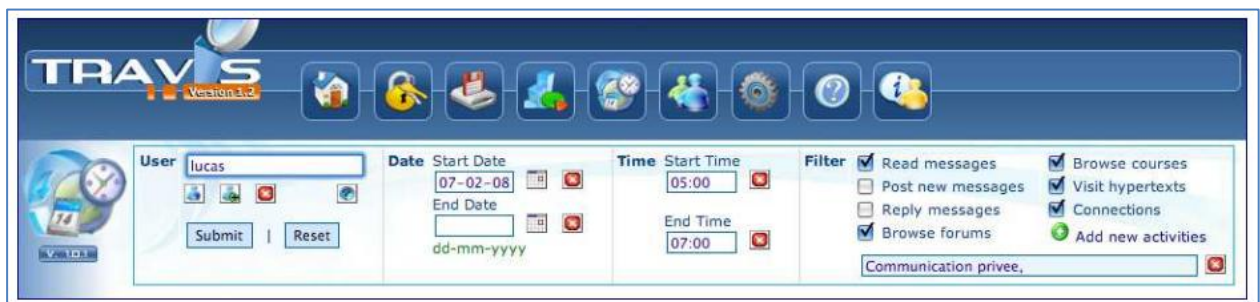 TRAVIS
Version 1.2
User
lucas
Submit | Reset
Date Start Date
07-02-08
End Date
dd-mm-yyyy
Time Start Time
05:00
End Time
07:00
Filter
Read messages
Post new messages
Reply messages
Browse forums
Browse courses
Visit hypertexts
Connections
Add new activities
Communication privee,
14